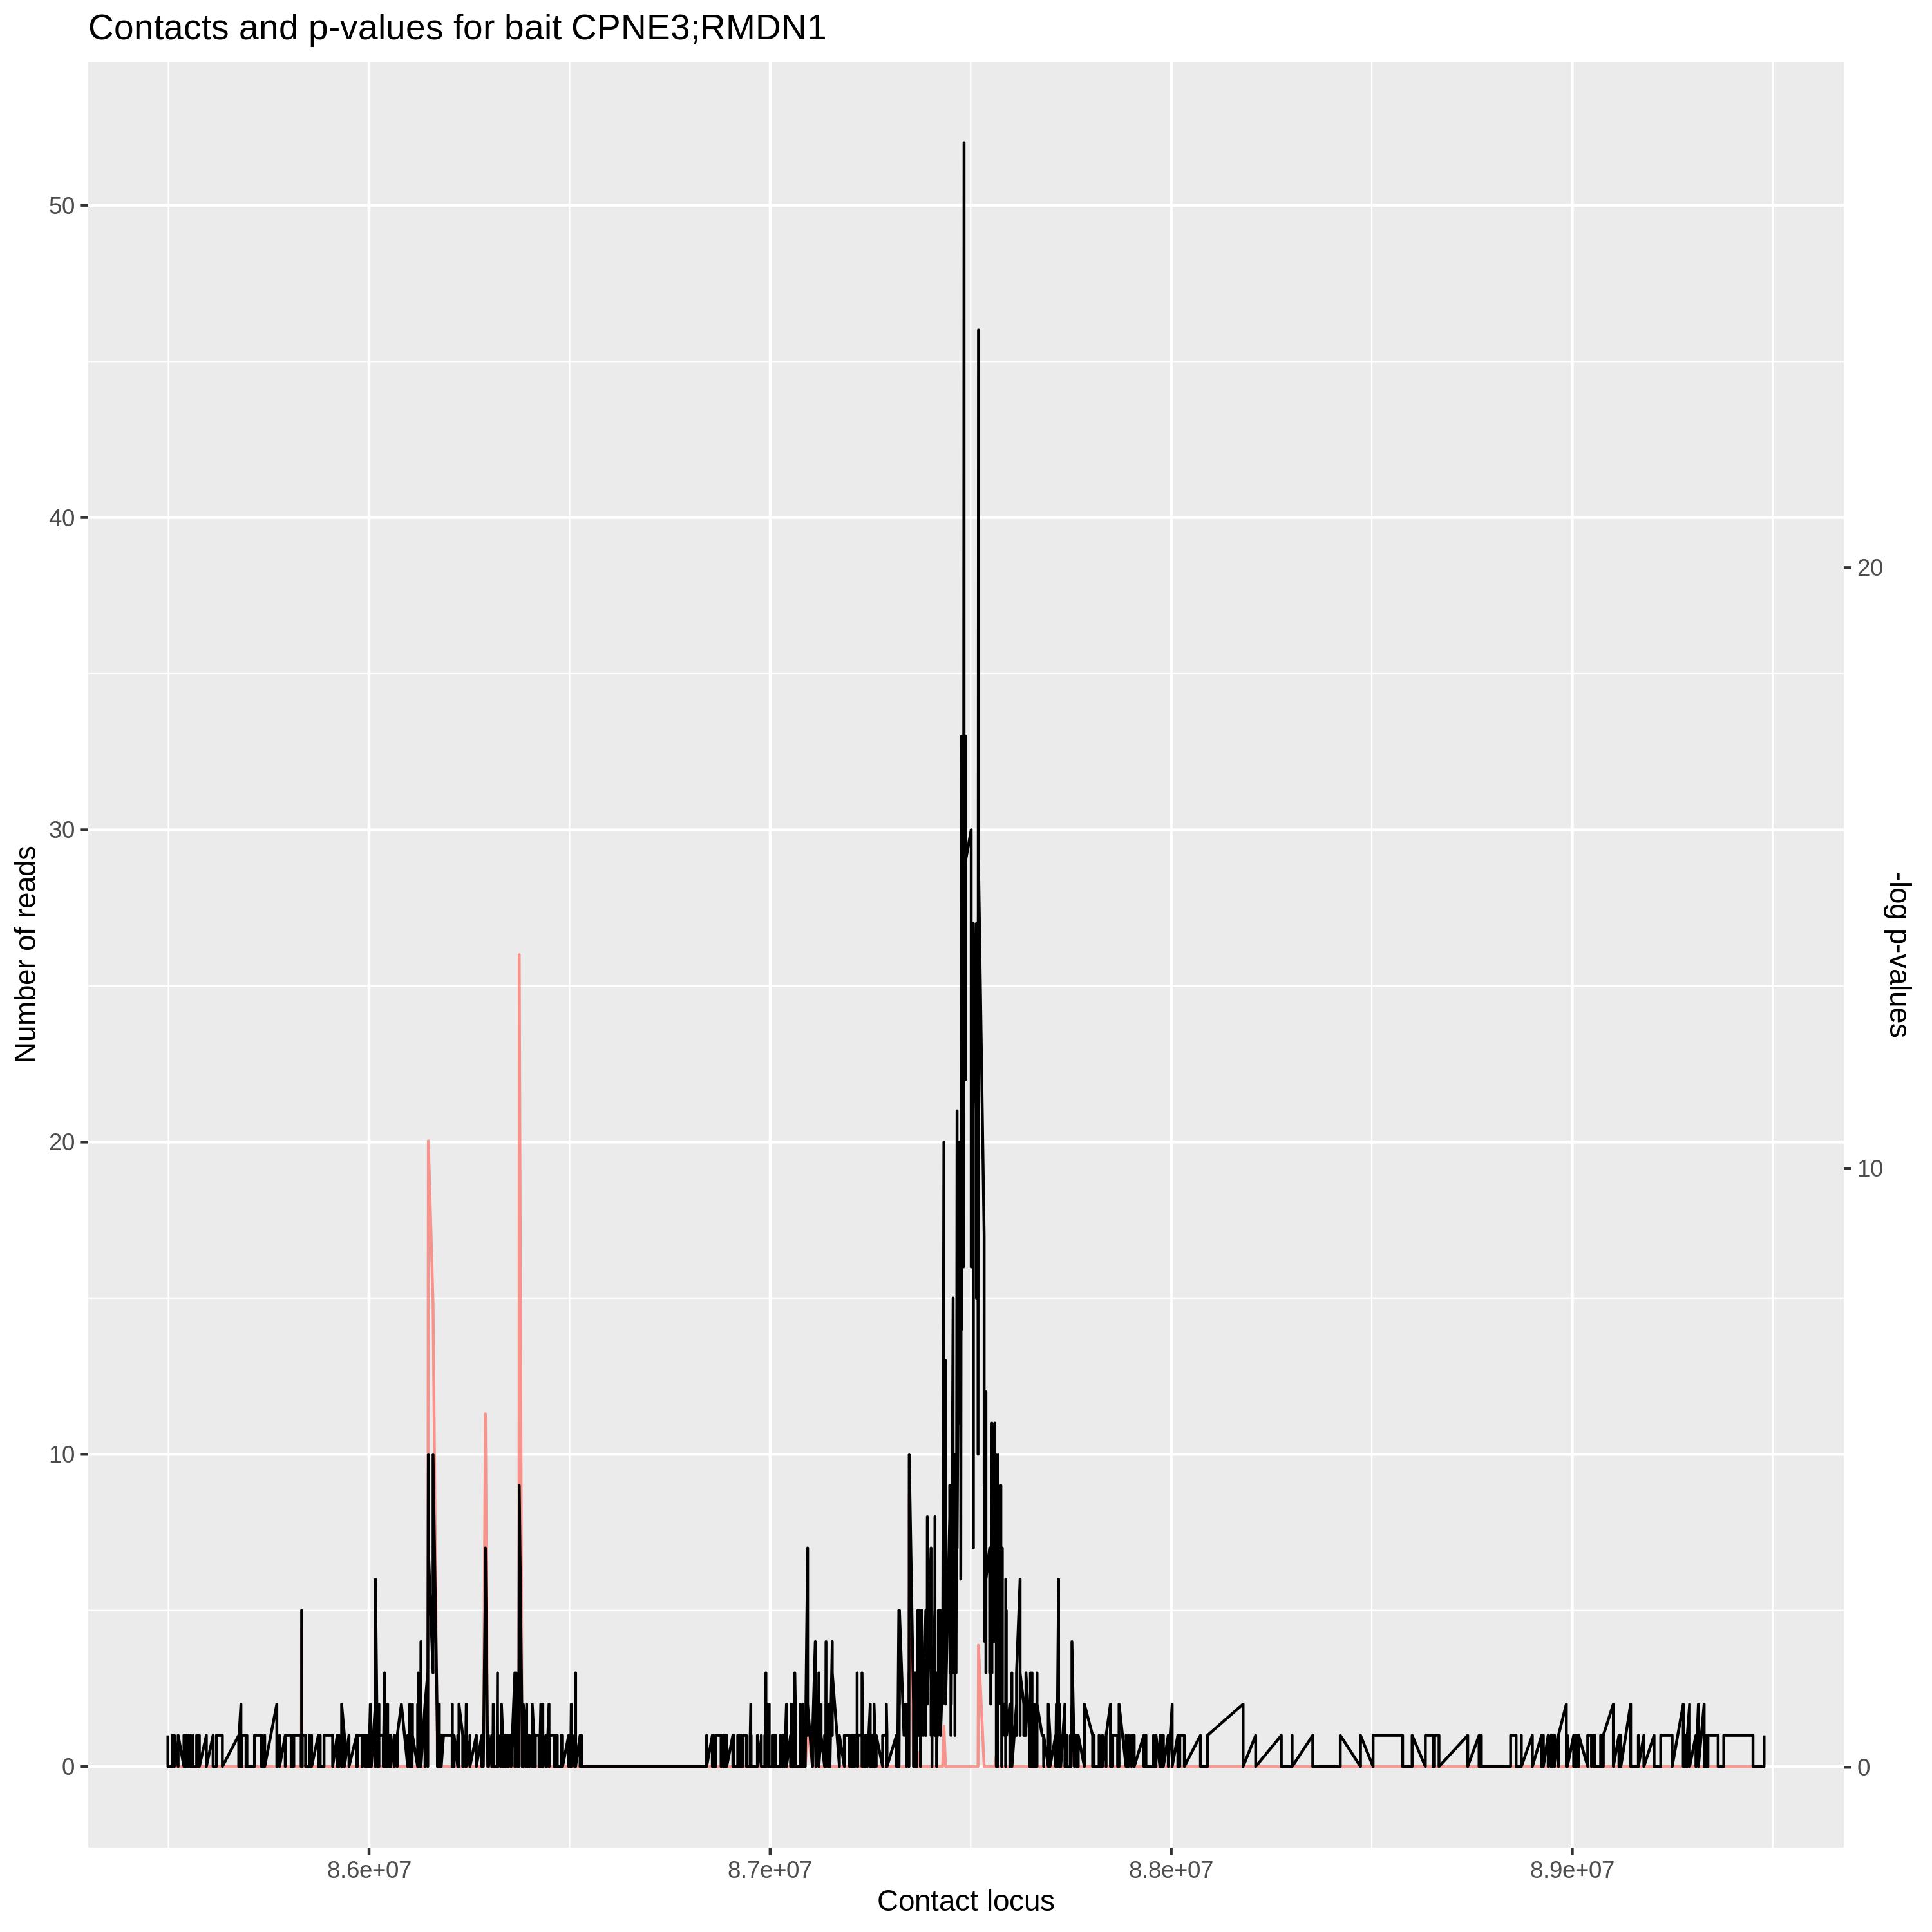 Contacts and p-values for bait CPNE3;RMDN1
50
40
30
20
10
0
Number of reads
20
10
0
-log p-values
8.6e+07
8.7e+07
8.8e+07
8.9e+07
Contact locus